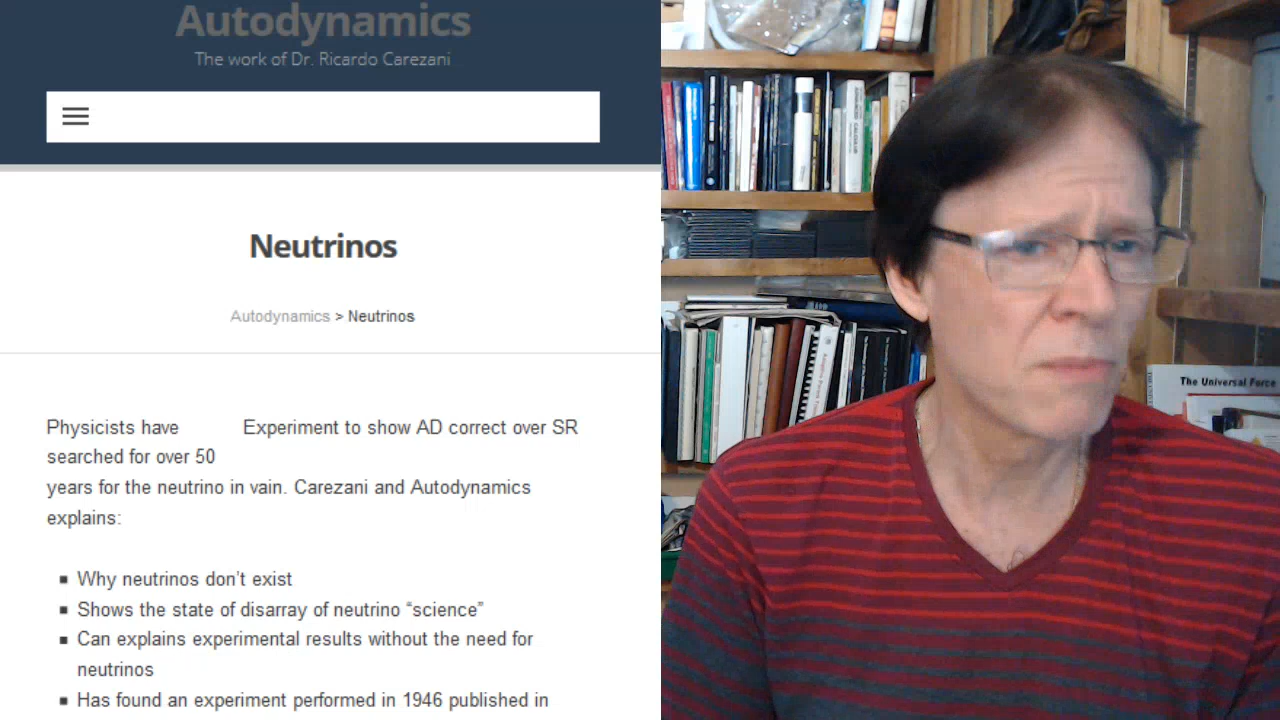 Autodynamics
The work of Dr. Ricardo Carezani
Neutrinos
Autodynamics > Neutrinos
Physicists have
Experiment to show AD correct over SR
searched for over 50
years for the neutrino in vain. Carezani and Autodynamics
explains:
Why neutrinos don’t exist
Shows the state of disarray of neutrino “science”
Can explains experimental results without the need for
neutrinos
Has found an experiment performed in 1946 published in
The Universal Force